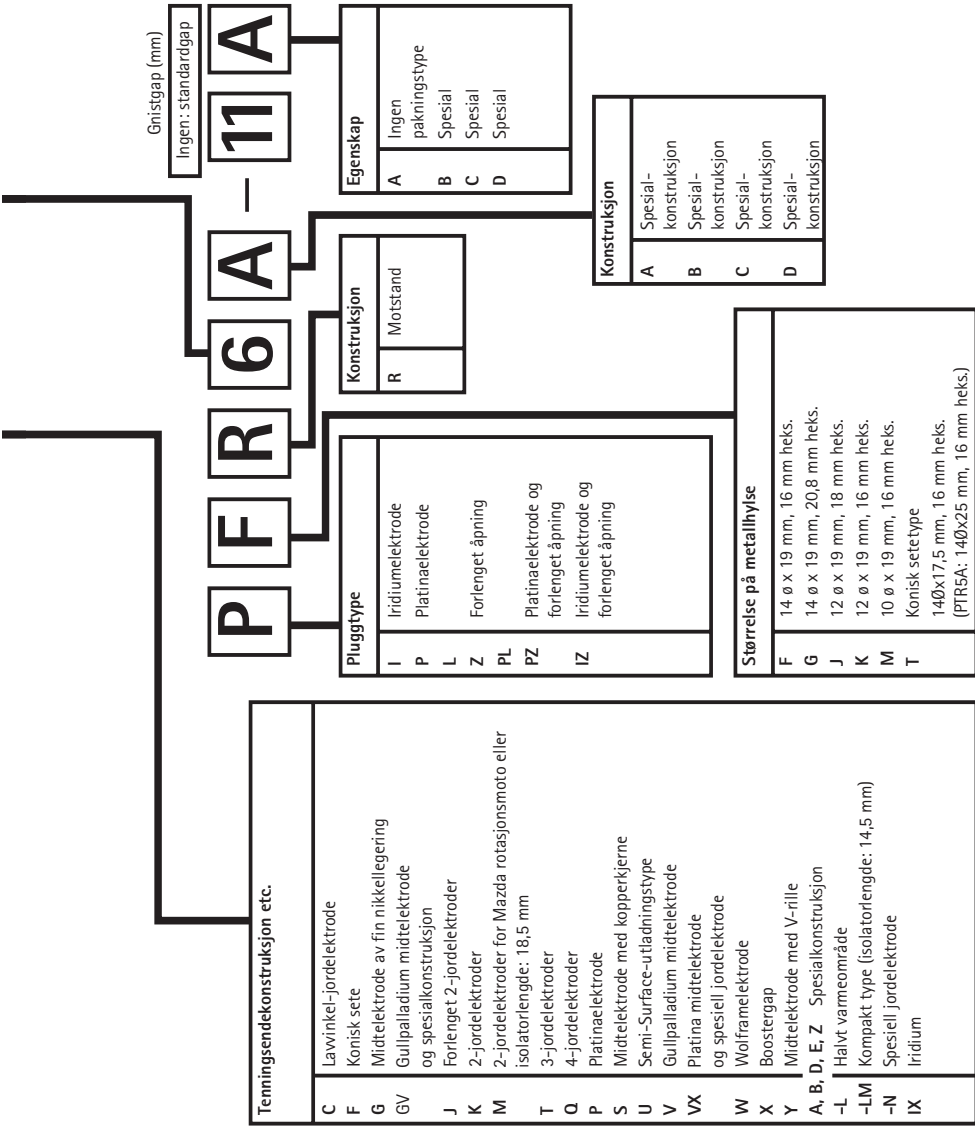 Gnistgap (mm)
Ingen: standardgap
P F R 6 A – 11 A
Tenningsendekonstruksjon etc.
C Lawinkel-jordelektrode
F Konisk sete
G Midtelektrode av fin nikkellegering
GV Gullpalladium midtelektrode
og spesialkonstruksjon
J Forlenget 2-jordelektroder
K 2-jordelektroder
M 2-jordelektroder for Mazda rotasjonsmoto eller
isolatorlengde: 18,5 mm
T 3-jordelektroder
Q 4-jordelektroder
P Platinaelektrode
S Midtelektrode med kopperkjerne
U Semi-Surface-utladningstype
V Gullpalladium midtelektrode
VX Platina midtelektrode
og spesiell jordelektrode
W Wolframelektrode
X Boostergap
Y Midtelektrode med V-rille
A, B, D, E, Z Spesialkonstruksjon
-L Halvt varmeområde
-LM Kompakt type (isolatorlengde: 14,5 mm)
-N Spesiell jordelektrode
IX Iridium
Pluggtype
I Iridiumelektrode
P Platinaelektrode
L
Z Forlenget åpning
PL
PZ Platinaelektrode og
forlenget åpning
IZ Iridiumelektrode og
forlenget åpning
Størrelse på metallhylse
F 14 ø x 19 mm, 16 mm heks.
G 14 ø x 19 mm, 20,8 mm heks.
J 12 ø x 19 mm, 18 mm heks.
K 12 ø x 19 mm, 16 mm heks.
M 10 ø x 19 mm, 16 mm heks.
T Konisk setetype
14Øx17,5 mm, 16 mm heks.
(PTR5A: 14Øx25 mm, 16 mm heks.)
Konstruksjon
R Motstand
Konstruksjon
A Spesial-
konstruksjon
B Spesial-
konstruksjon
C Spesial-
konstruksjon
D Spesial-
konstruksjon
Egenskap
A Ingen
pakningstype
B Spesial
C Spesial
D Spesial